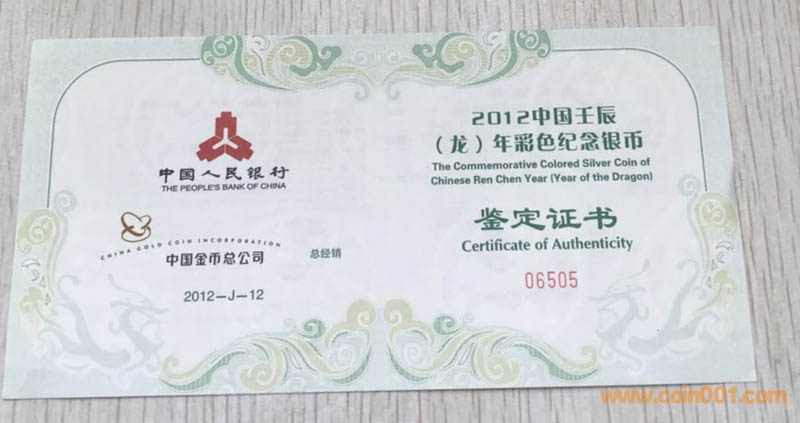 中国人民银行
THE PEOPLE'S BANK OF CHINA
CHINA GOLD COIN INCORPORATION
中国金币总公司
总经销
2012-J-12
2012中国壬辰
（龙）年彩色纪念银币
The Commemorative Colored Silver Coin of
Chinese Ren Chen Year (Year of the Dragon)
鉴定证书
Certificate of Authenticity
06505
www.coin001.com